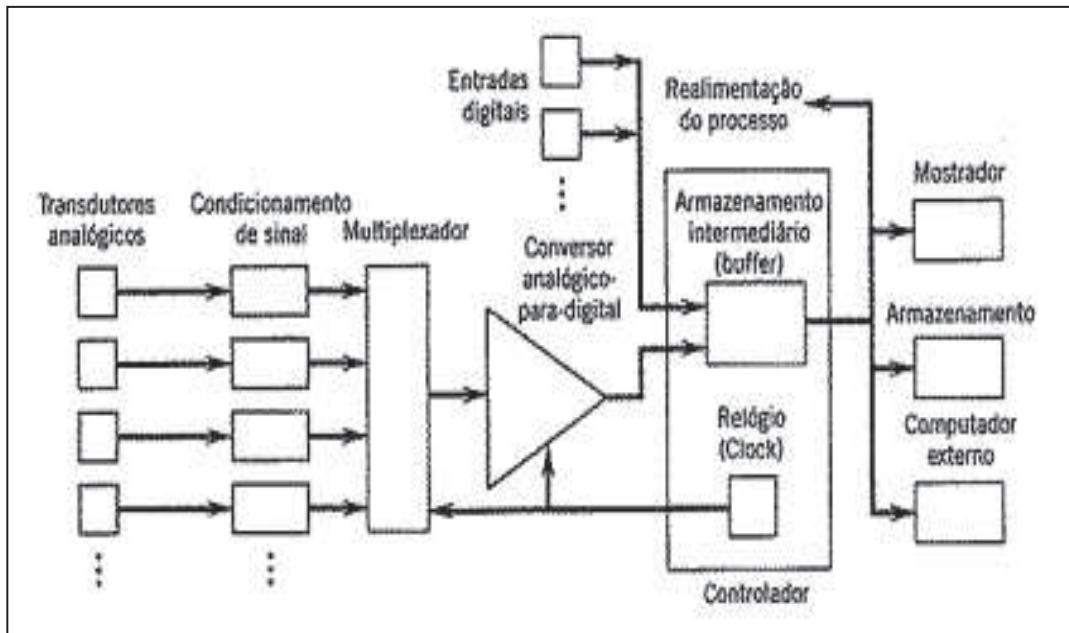 Entradas
digitais
Realimentação
do processo
Mostrador
Transdutores
analógicos
Condicionamento
de sinal
Multiplexador
Conversor
analógico-
para-digital
Armazenamento
intermediário
(buffer)
Armazenamento
Relógio
(Clock)
Computador
externo
Controlador